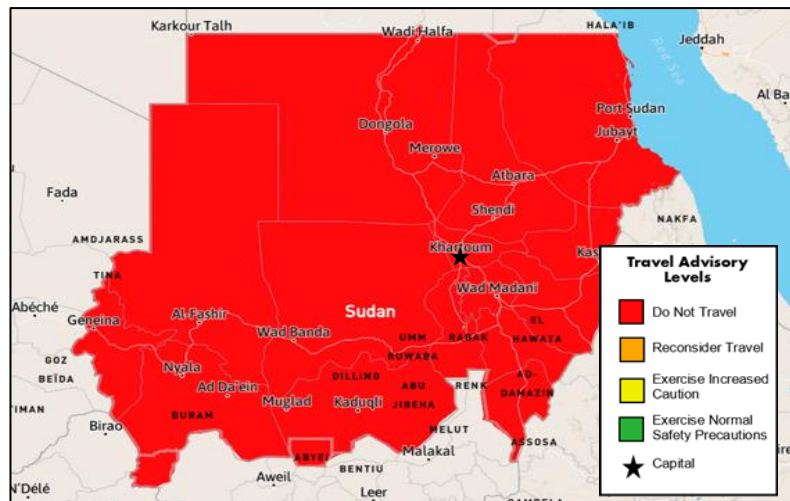 Karkour Talh
HALA'IB
Wadi Halfa
Jeddah
Red Sea
Al Ba
Port Sudan
Jubayt
Dongola
Merowe
Atbara
Fada
Shendi
NAKFA
AMDJARASS
Khartoum
Kas
TINA
Wad Madani
Abéché
Geneina
Al-Fashir
Sudan
EL
HAWATA
Wad Banda
UMM
RUWABA
RABAK
GOZ
BEÏDA
Nyala
DILLING
ABU
JIBEHA
RENK
AD-
DAMAZIN
Ad Da'ein
Muglad
Kaduqli
TIMAN
BURAM
Birao
MELUT
ASSOSA
ABYEI
Malakal
BENTIU
Aweil
N'Délé
Leer
GAMBELA
Travel Advisory
Levels
Do Not Travel
Reconsider Travel
Exercise Increased
Caution
Exercise Normal
Safety Precautions
Capital